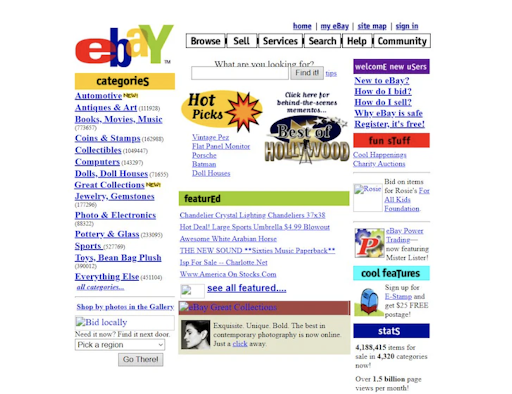 home | my eBay | site map | sign in
ebaY™
Browse Sell Services Search Help Community
What are you looking for?
Find it! tips
categorieS
Automotive NEW!
Antiques & Art (111938)
Books, Movies, Music
(773657)
Coins & Stamps (162988)
Collectibles (1049447)
Computers (143297)
Dolls, Doll Houses (71655)
Great Collections NEW!
Jewelry, Gemstones
(177296)
Photo & Electronics
(88322)
Pottery & Glass (233095)
Sports (527769)
Toys, Bean Bag Plush
(390012)
Everything Else (451104)
all categories...
Shop by photos in the Gallery
Bid locally
Need it now? Find it next door.
Pick a region
Go There!
Hot
Picks
Vintage Pez
Flat Panel Monitor
Porsche
Batman
Doll Houses
Click here for
behind-the-scenes
mementos...
Best of
HOLLYWOOD
featurEd
Chandelier Crystal Lighting Chandeliers 37x38
Hot Deal! Large Sports Umbrella $4.99 Blowout
Awesome White Arabian Horse
THE NEW SOUND **Sixties Music Paperback**
Isp For Sale -- Charlotte.Net
Www.America On Stocks.Com
see all featured....
eBay Great Collections
Exquisite. Unique. Bold. The best in
contemporary photography is now online.
Just a click away.
welcomE new uSers
New to eBay?
How do I bid?
How do I sell?
Why eBay is safe
Register, it's free!
fun sTuff
Cool Happenings
Charity Auctions
Rosie
Bid on items
for Rosie's For
All Kids
Foundation.
eBay Power
Trading—
now featuring
Mister Lister!
cool feaTures
Sign up for
E-Stamp and
get $25 FREE
postage!
statS
4,188,415 items for
sale in 4,320 categories
now!
Over 1.5 billion page
views per month!